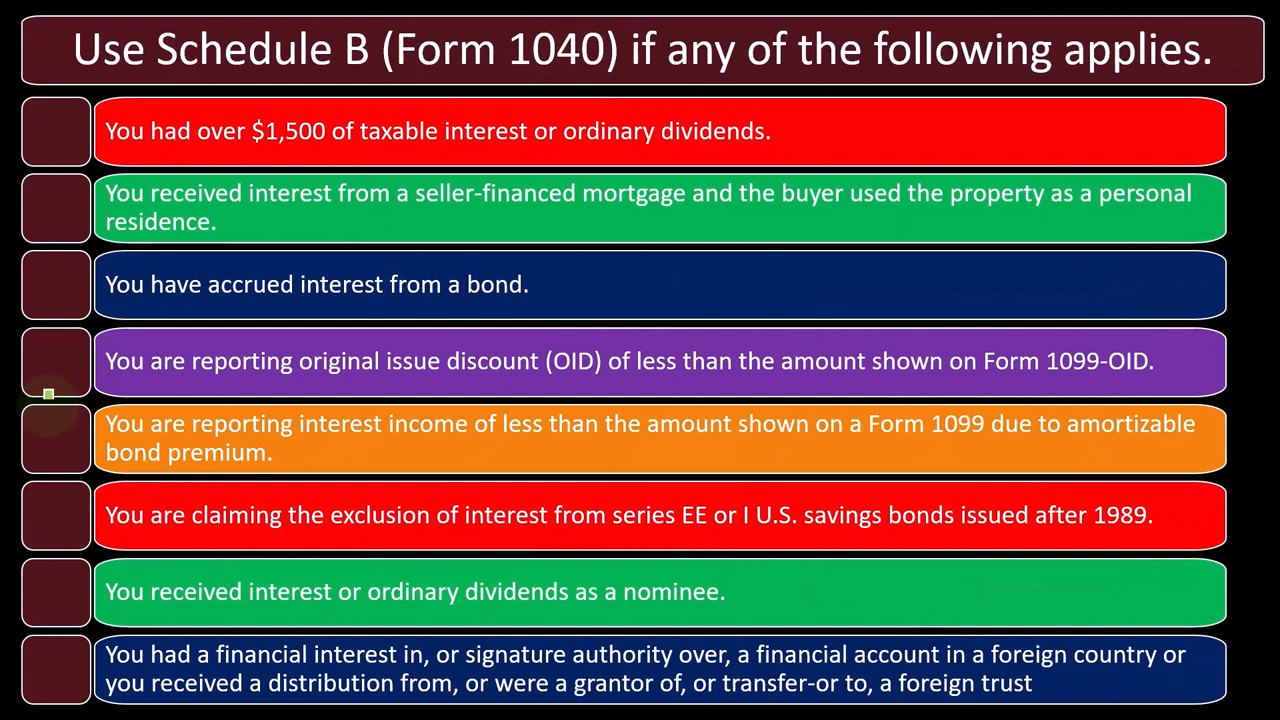 Use Schedule B (Form 1040) if any of the following applies.
You had over $1,500 of taxable interest or ordinary dividends.
You received interest from a seller-financed mortgage and the buyer used the property as a personal
residence.
You have accrued interest from a bond.
You are reporting original issue discount (OID) of less than the amount shown on Form 1099-OID.
You are reporting interest income of less than the amount shown on a Form 1099 due to amortizable
bond premium.
You are claiming the exclusion of interest from series EE or I U.S. savings bonds issued after 1989.
You received interest or ordinary dividends as a nominee.
You had a financial interest in, or signature authority over, a financial account in a foreign country or
you received a distribution from, or were a grantor of, or transfer-or to, a foreign trust